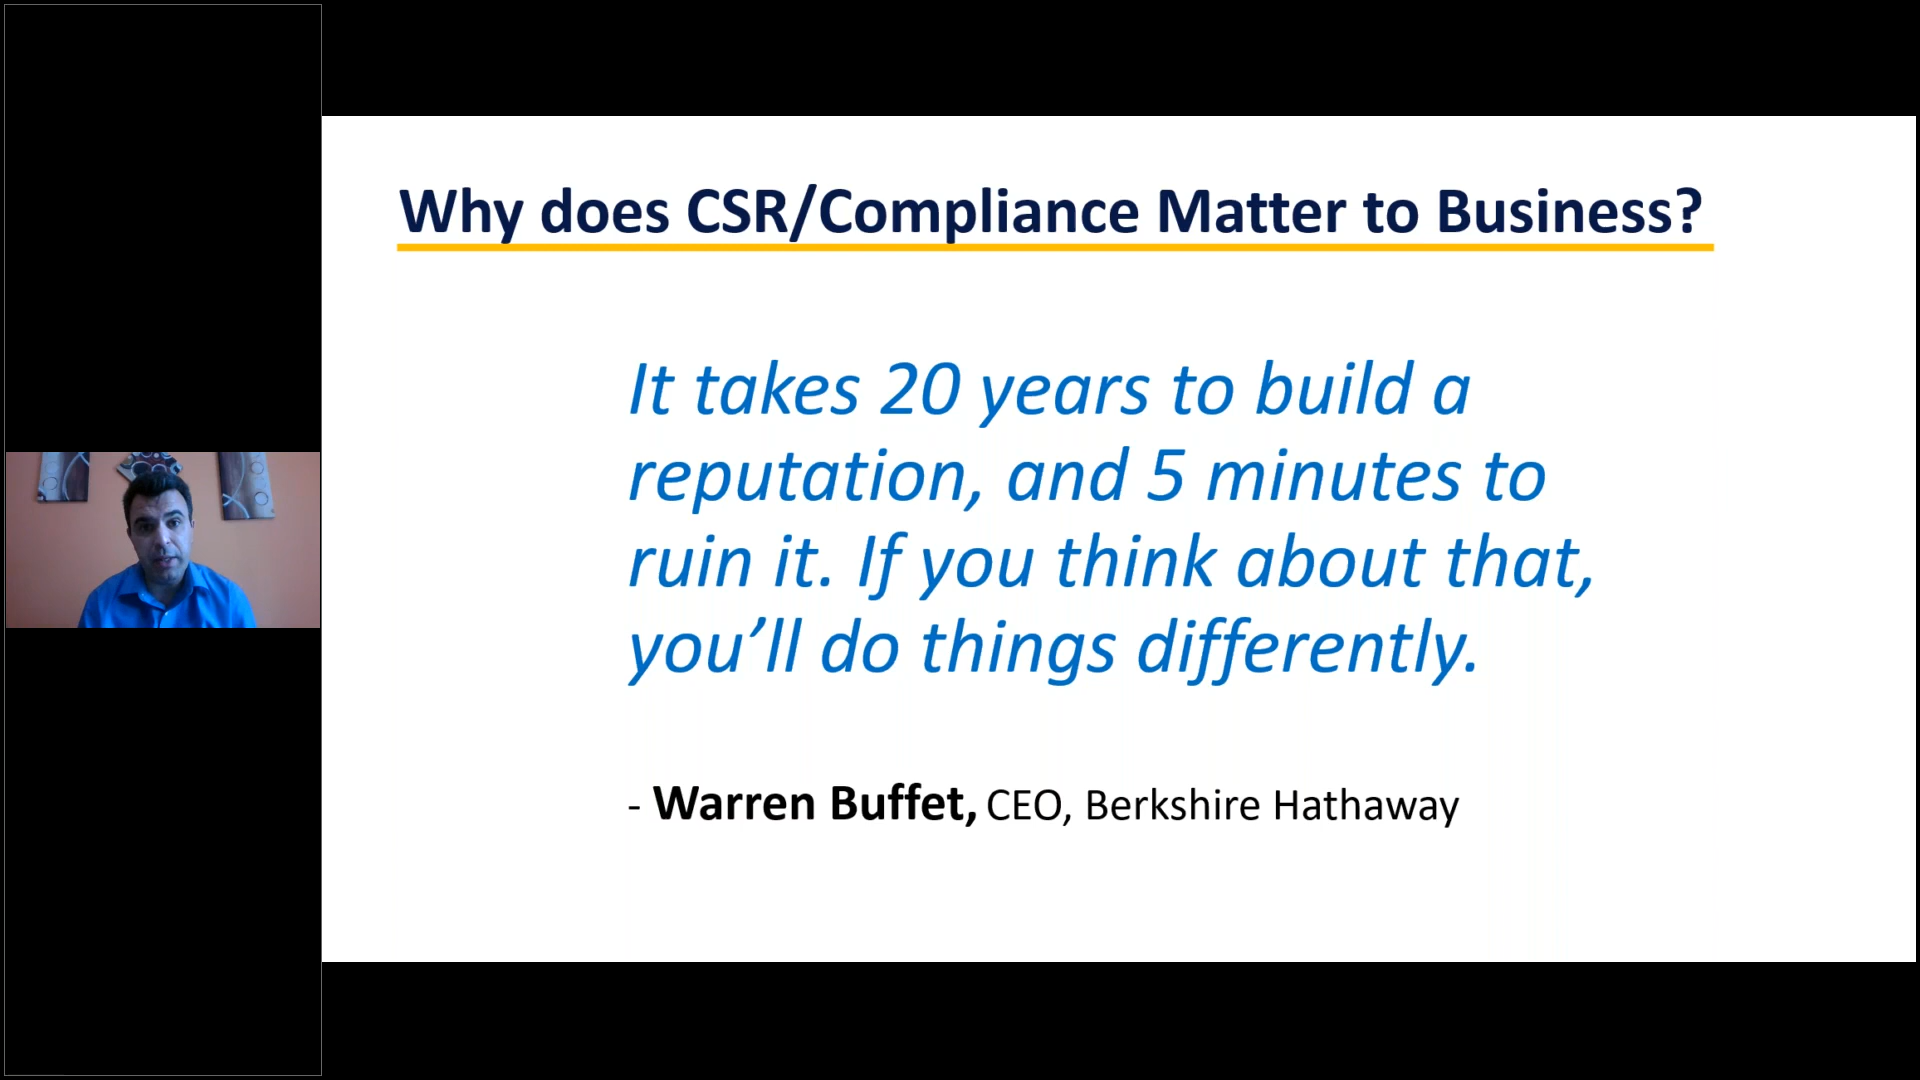 Why does CSR/Compliance Matter to Business?
It takes 20 years to build a
reputation, and 5 minutes to
ruin it. If you think about that,
you’ll do things differently.
- Warren Buffet, CEO, Berkshire Hathaway